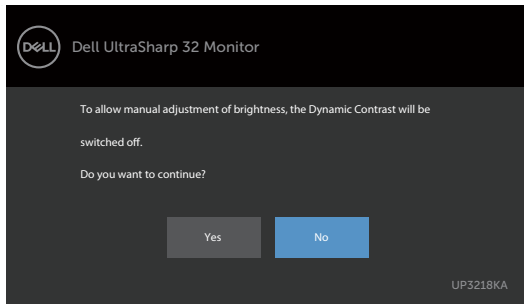 DELL Dell UltraSharp 32 Monitor
To allow manual adjustment of brightness, the Dynamic Contrast will be
switched off.
Do you want to continue?
Yes No
UP3218KA